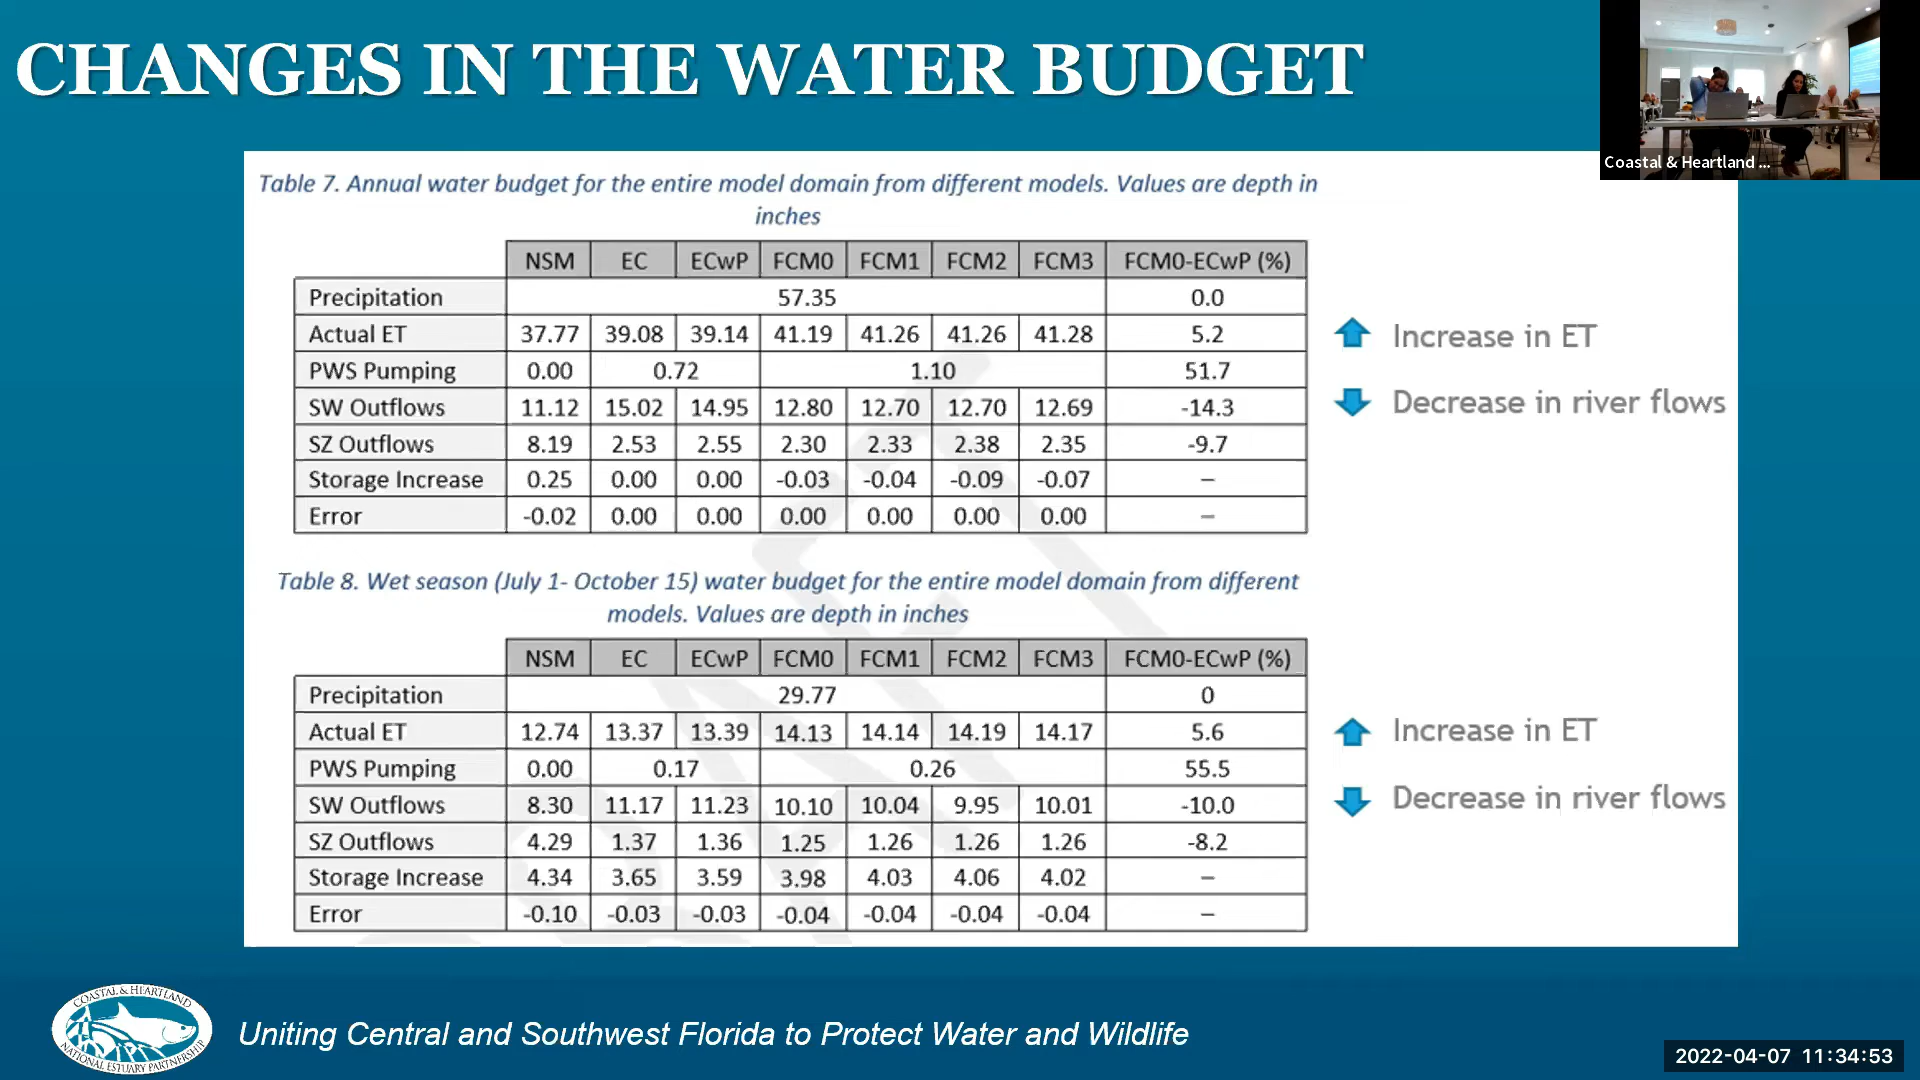 CHANGES IN THE WATER BUDGET
Coastal & Heartland ...
Table 7. Annual water budget for the entire model domain from different models. Values are depth in
inches
NSM EC ECwP FCM0 FCM1 FCM2 FCM3 FCM0-ECwP (%)
Precipitation 57.35 0.0
Actual ET 37.77 39.08 39.14 41.19 41.26 41.26 41.28 5.2
PWS Pumping 0.00 0.72 1.10 51.7
SW Outflows 11.12 15.02 14.95 12.80 12.70 12.70 12.69 -14.3
SZ Outflows 8.19 2.53 2.55 2.30 2.33 2.38 2.35 -9.7
Storage Increase 0.25 0.00 0.00 -0.03 -0.04 -0.09 -0.07 –
Error -0.02 0.00 0.00 0.00 0.00 0.00 0.00 –
Increase in ET
Decrease in river flows
Table 8. Wet season (July 1- October 15) water budget for the entire model domain from different
models. Values are depth in inches
NSM EC ECwP FCM0 FCM1 FCM2 FCM3 FCM0-ECwP (%)
Precipitation 29.77 0
Actual ET 12.74 13.37 13.39 14.13 14.14 14.19 14.17 5.6
PWS Pumping 0.00 0.17 0.26 55.5
SW Outflows 8.30 11.17 11.23 10.10 10.04 9.95 10.01 -10.0
SZ Outflows 4.29 1.37 1.36 1.25 1.26 1.26 1.26 -8.2
Storage Increase 4.34 3.65 3.59 3.98 4.03 4.06 4.02 –
Error -0.10 -0.03 -0.03 -0.04 -0.04 -0.04 -0.04 –
Increase in ET
Decrease in river flows
COASTAL & HEARTLAND
NATIONAL ESTUARY PARTNERSHIP
Uniting Central and Southwest Florida to Protect Water and Wildlife
2022-04-07 11:34:53